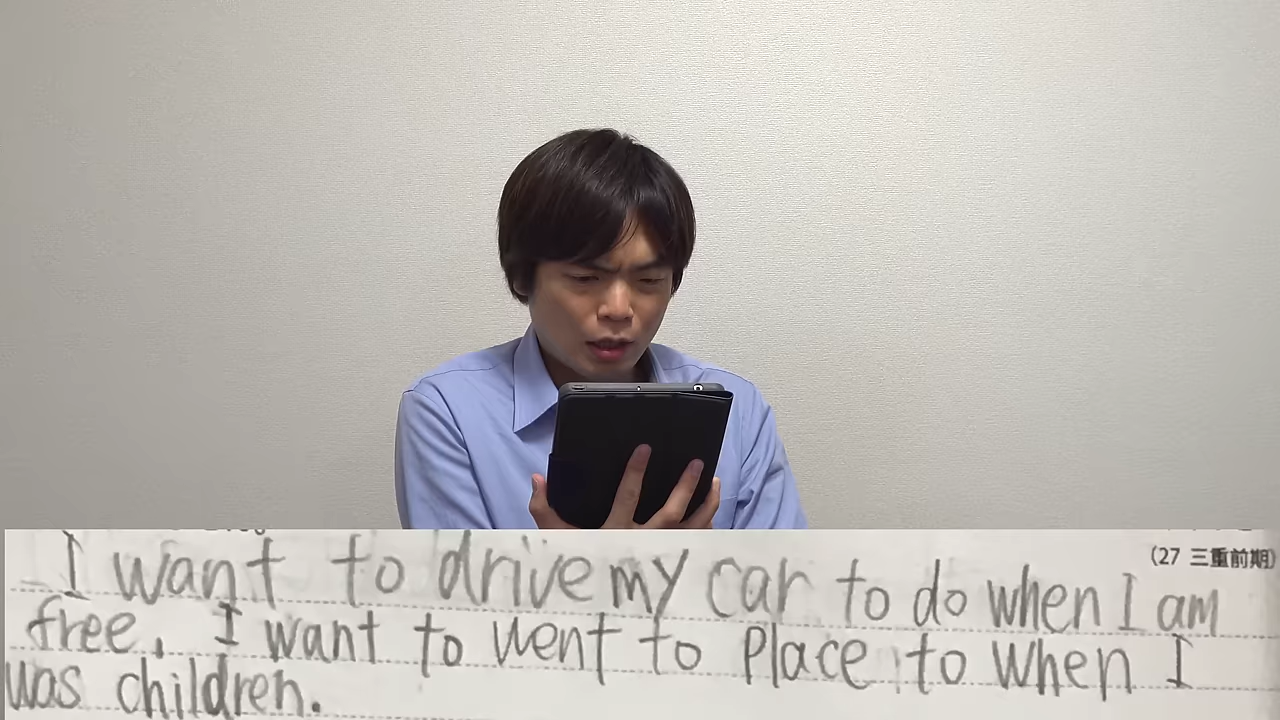 (27 三重前期)
I want to drive my car to do when I am
free. I want to went to place to when I
was children.